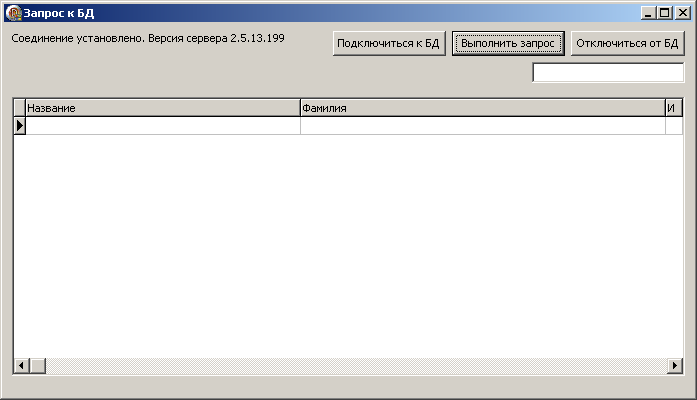 Запрос к БД
Соединение установлено. Версия сервера 2.5.13.199
Подключиться к БД
Выполнить запрос
Отключиться от БД
Название
Фамилия
И